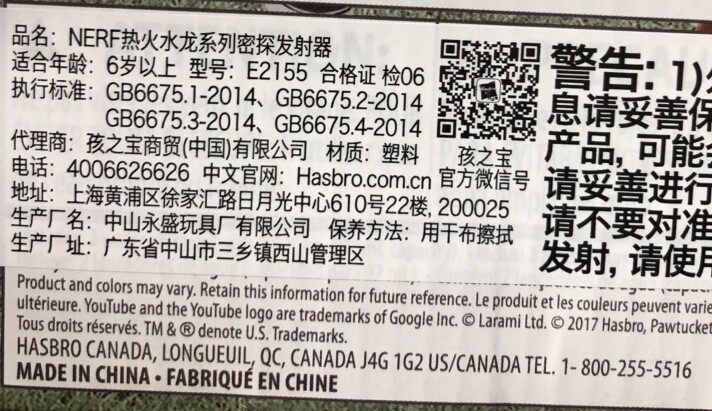 品名：NERF热火水龙系列密探发射器
适合年龄：6岁以上 型号：E2155 合格证 检06
执行标准：GB6675.1-2014、GB6675.2-2014
GB6675.3-2014、GB6675.4-2014
代理商：孩之宝商贸(中国)有限公司 材质：塑料
电话：4006626626 中文官网：Hasbro.com.cn
地址：上海黄浦区徐家汇路日月光中心610号22楼, 200025
生产厂名：中山永盛玩具厂有限公司 保养方法：用干布擦拭
生产厂址：广东省中山市三乡镇西山管理区
孩之宝
官方微信号
警告: 1)
息请妥善保
产品, 可能
请妥善进行
请不要对准
发射, 请使用
Product and colors may vary. Retain this information for future reference. Le produit et les couleurs peuvent varie
ultérieure. YouTube and the YouTube logo are trademarks of Google Inc. © Larami Ltd. © 2017 Hasbro, Pawtucket
Tous droits réservés. TM & ® denote U.S. Trademarks.
HASBRO CANADA, LONGUEUIL, QC, CANADA J4G 1G2 US/CANADA TEL. 1- 800-255-5516
MADE IN CHINA • FABRIQUÉ EN CHINE